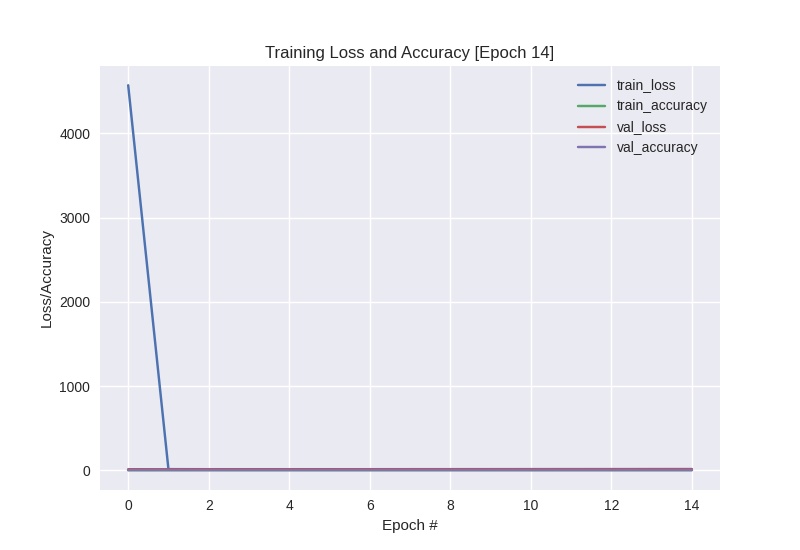 Training Loss and Accuracy [Epoch 14]
train_loss
train_accuracy
val_loss
val_accuracy
Loss/Accuracy
4000
3000
2000
1000
0
0 2 4 6 8 10 12 14
Epoch #